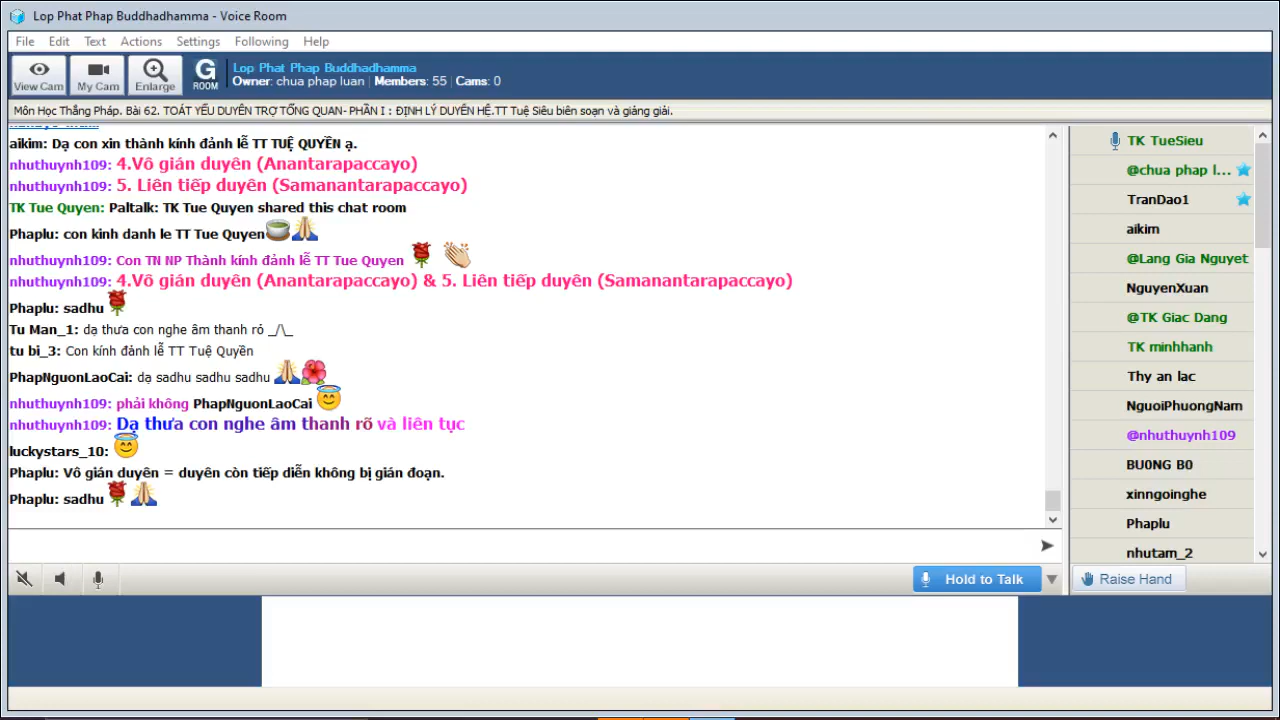 Lop Phat Phap Buddhadhamma - Voice Room
File Edit Text Actions Settings Following Help
View Cam
My Cam
Enlarge
G
ROOM
Lop Phat Phap Buddhadhamma
Owner: chua phap luan | Members: 55 | Cams: 0
Môn Học Thắng Pháp. Bài 62. TOÁT YẾU DUYÊN TRỢ TỔNG QUAN- PHẦN I : ĐỊNH LÝ DUYÊN HỆ.TT Tuệ Siêu biên soạn và giảng giải.
aikim: Dạ con xin thành kính đảnh lễ TT TUỆ QUYỀN ạ.
nhuthuynh109: 4.Vô gián duyên (Anantarapaccayo)
nhuthuynh109: 5. Liên tiếp duyên (Samanantarapaccayo)
TK Tue Quyen: Paltalk: TK Tue Quyen shared this chat room
Phaplu: con kinh danh le TT Tue Quyen
nhuthuynh109: Con TN NP Thành kính đảnh lễ TT Tue Quyen
nhuthuynh109: 4.Vô gián duyên (Anantarapaccayo) & 5. Liên tiếp duyên (Samanantarapaccayo)
Phaplu: sadhu
Tu Man_1: dạ thưa con nghe âm thanh rỏ _/\_
tu bi_3: Con kính đảnh lễ TT Tuệ Quyền
PhapNguonLaoCai: dạ sadhu sadhu sadhu
nhuthuynh109: phải không PhapNguonLaoCai
nhuthuynh109: Dạ thưa con nghe âm thanh rõ và liên tục
luckystars_10:
Phaplu: Vô gián duyên = duyên còn tiếp diễn không bị gián đoạn.
Phaplu: sadhu
Hold to Talk
TK TueSieu
@chua phap l...
TranDao1
aikim
@Lang Gia Nguyet
NguyenXuan
@TK Giac Dang
TK minhhanh
Thy an lac
NguoiPhuongNam
@nhuthuynh109
BU0NG B0
xinngoinghe
Phaplu
nhutam_2
Raise Hand